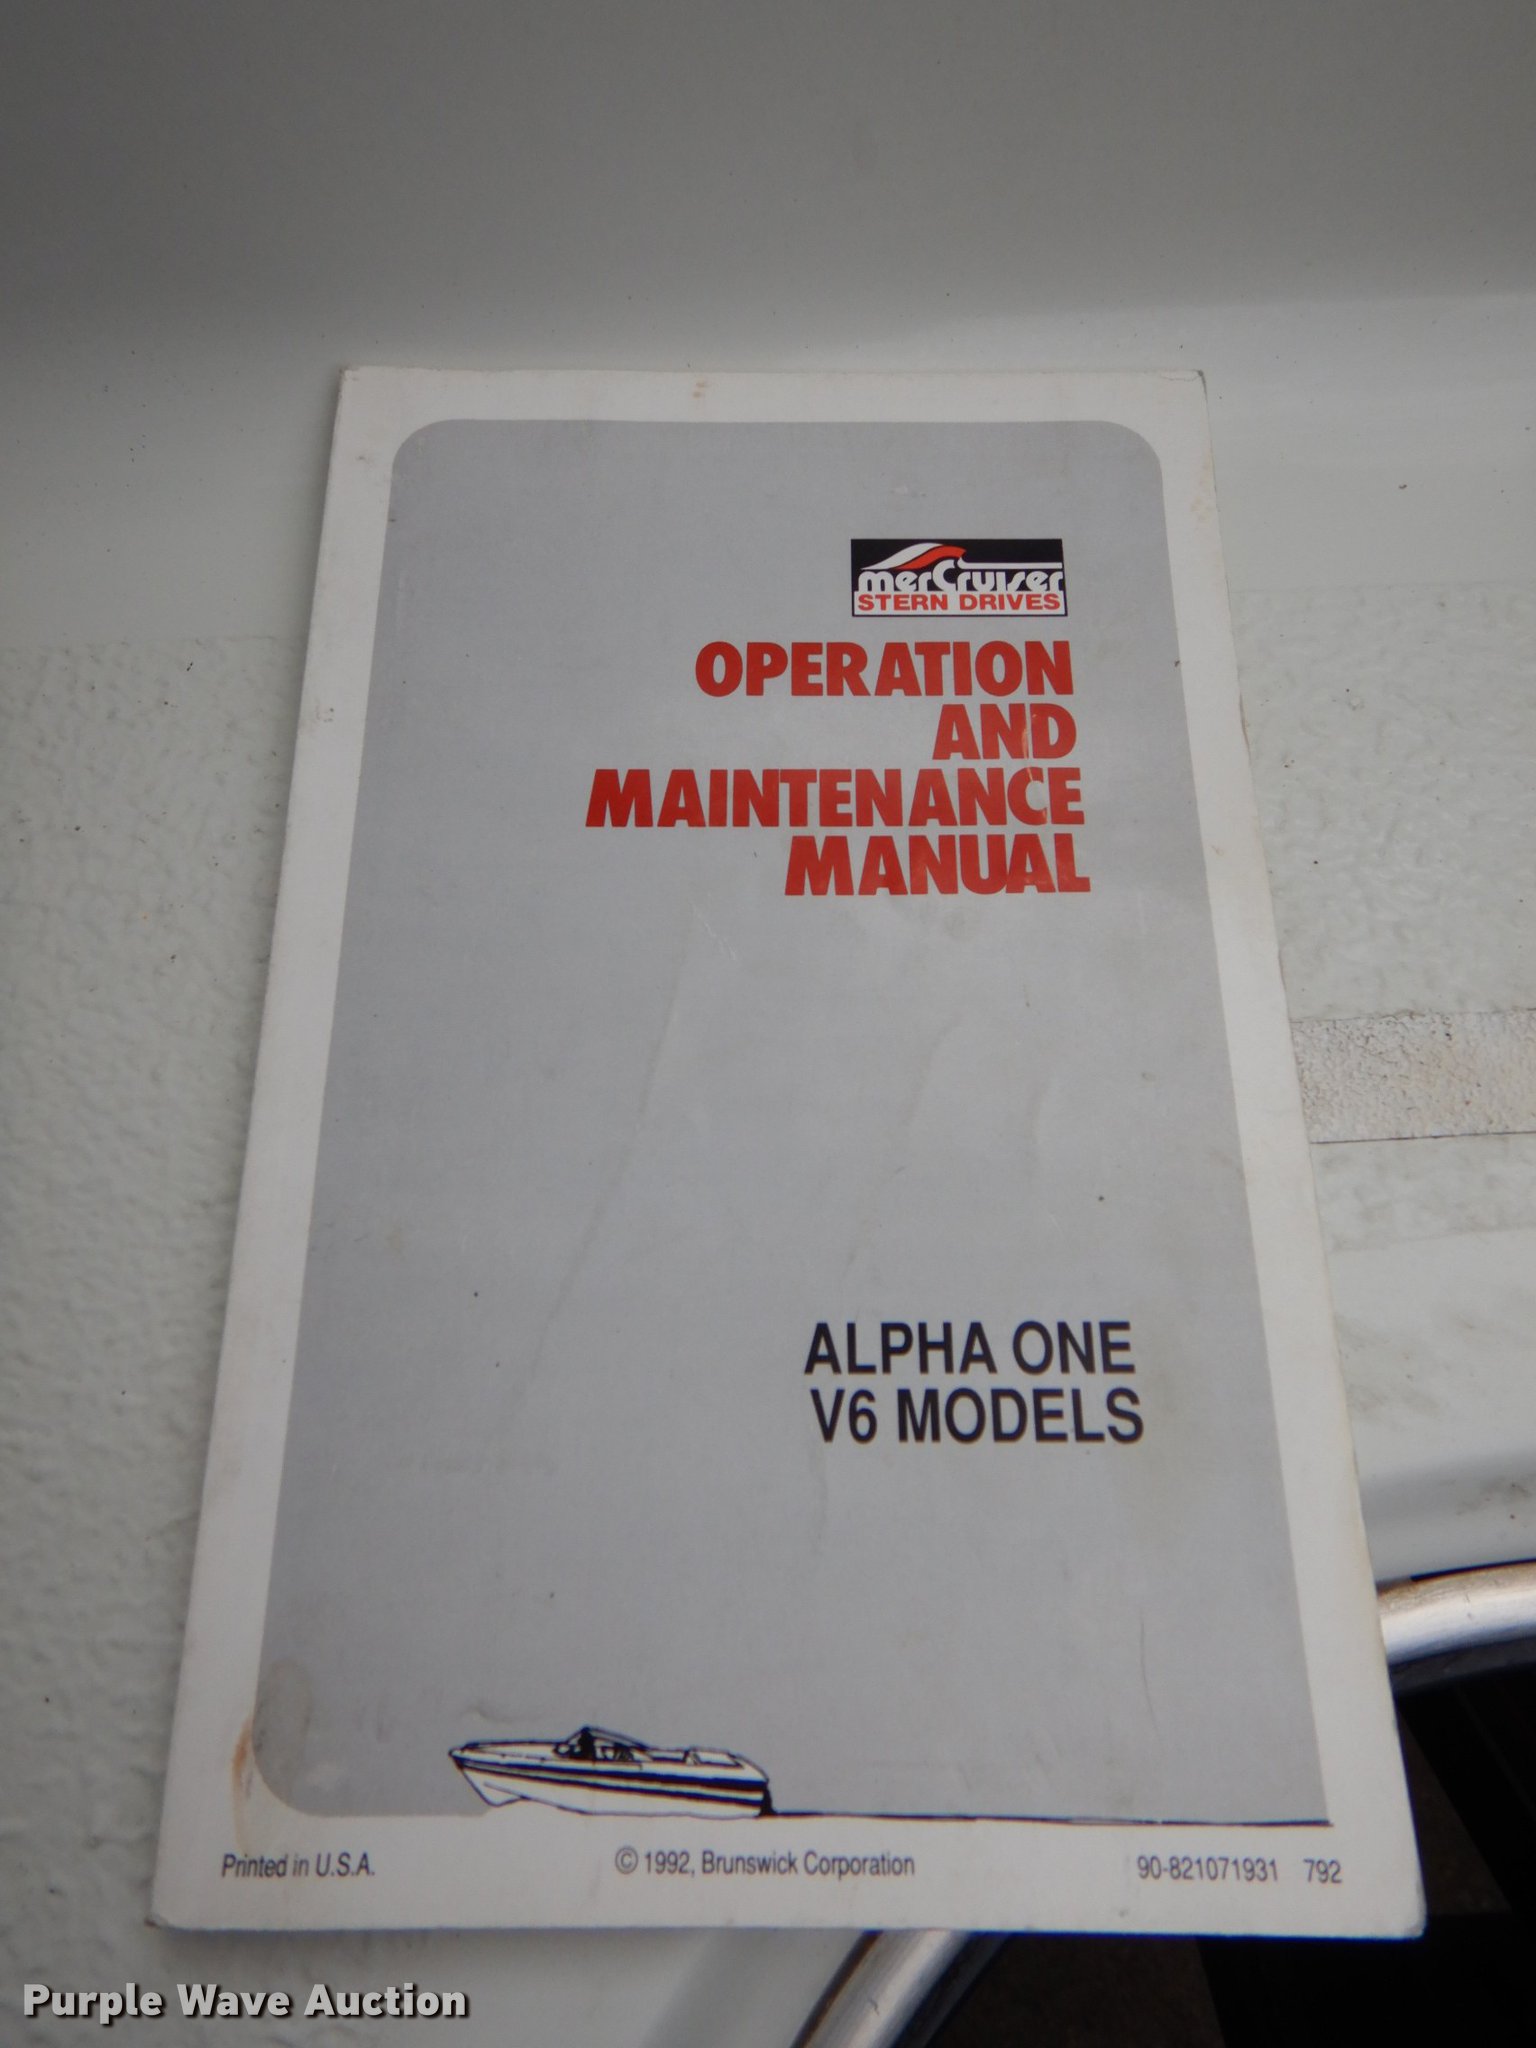 merCruiser
STERN DRIVES
OPERATION
AND
MAINTENANCE
MANUAL
ALPHA ONE
V6 MODELS
Printed in U.S.A.
© 1992, Brunswick Corporation
90-821071931 792
Purple Wave Auction